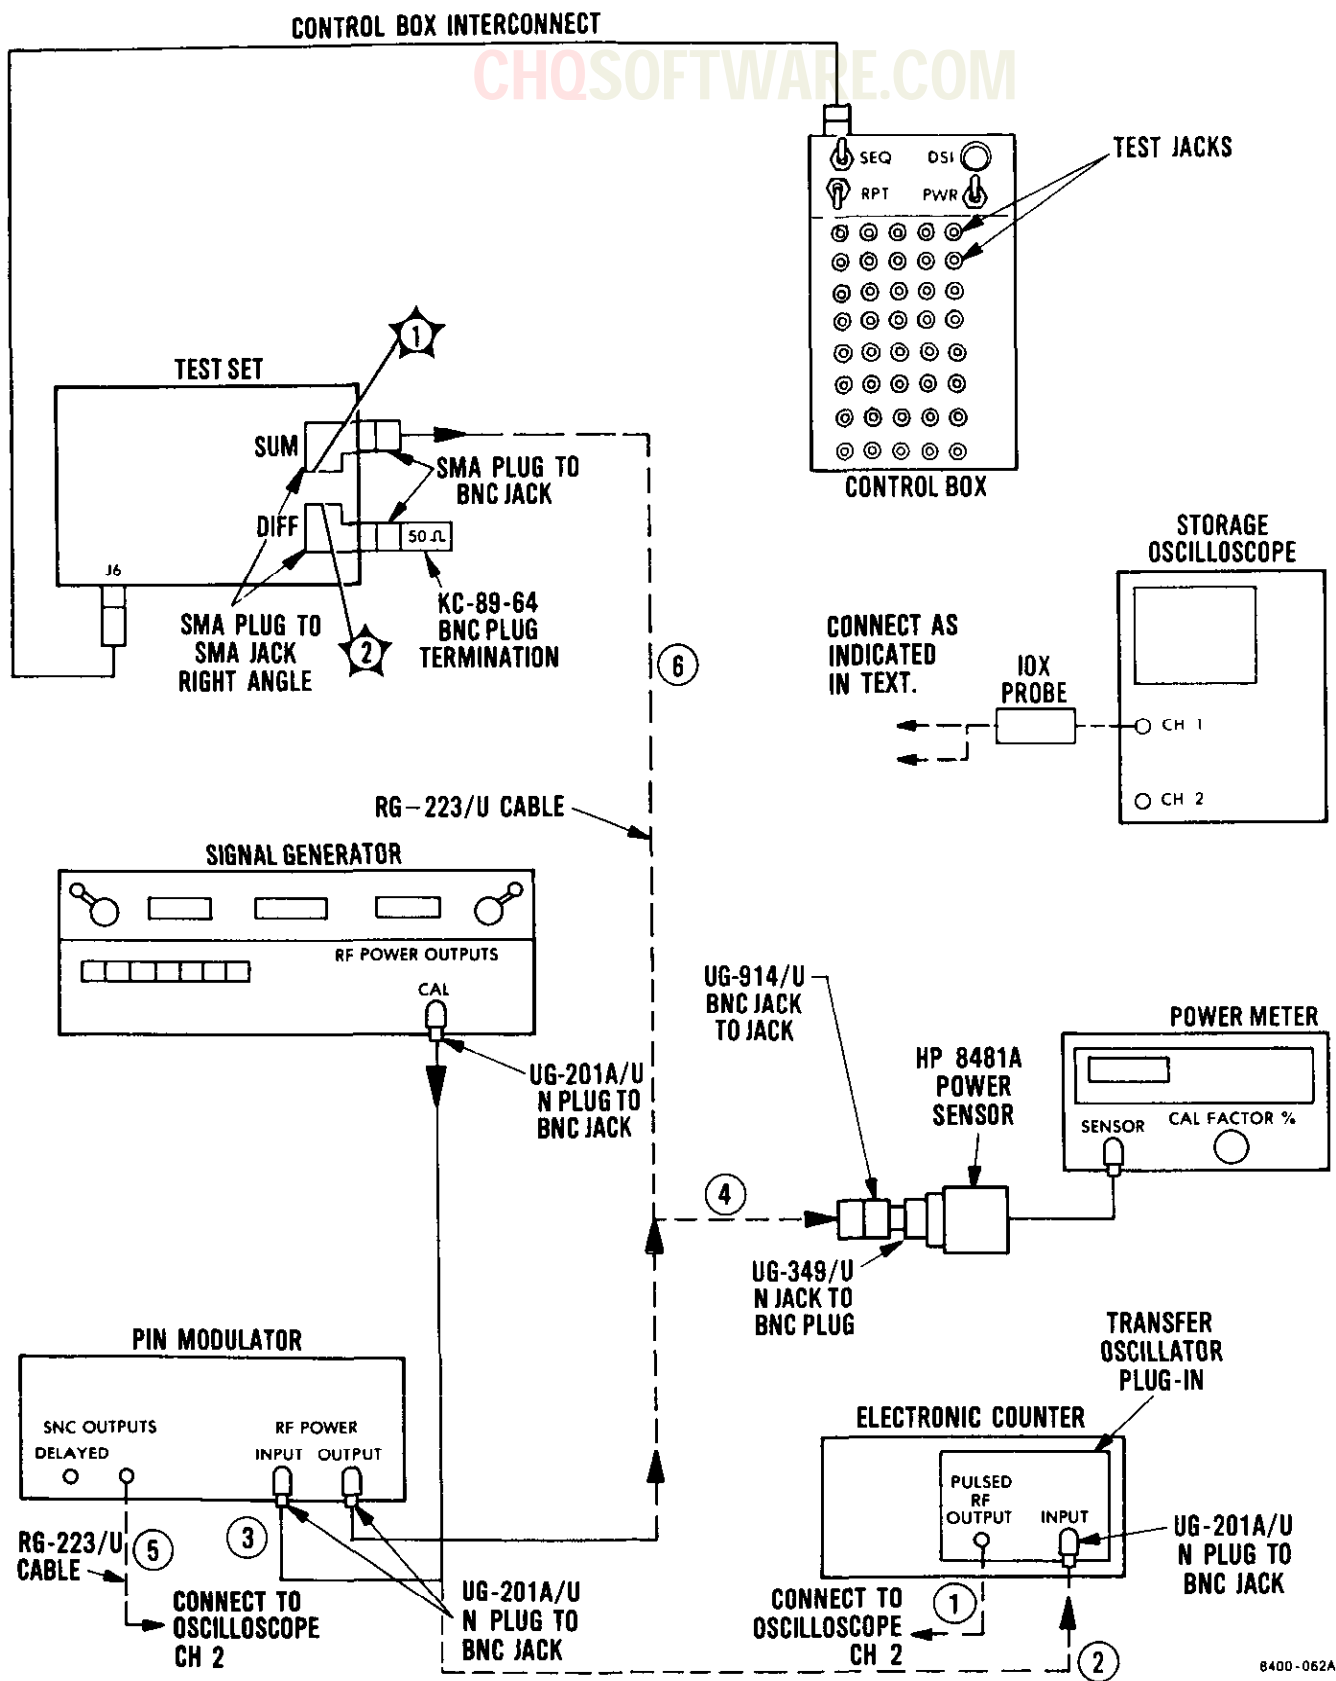 CONTROL BOX INTERCONNECT
CHQSOFTWARE.COM
SEQ
DSI
RPT
PWR
TEST JACKS
CONTROL BOX
1
TEST SET
SUM
DIFF
J6
SMA PLUG TO
BNC JACK
50 Ω
KC-89-64
BNC PLUG
TERMINATION
SMA PLUG TO
SMA JACK
RIGHT ANGLE
2
6
STORAGE
OSCILLOSCOPE
CONNECT AS
INDICATED
IN TEXT.
10X
PROBE
CH 1
CH 2
RG-223/U CABLE
SIGNAL GENERATOR
RF POWER OUTPUTS
CAL
UG-201A/U
N PLUG TO
BNC JACK
UG-914/U
BNC JACK
TO JACK
HP 8481A
POWER
SENSOR
POWER METER
SENSOR
CAL FACTOR %
4
UG-349/U
N JACK TO
BNC PLUG
PIN MODULATOR
SNC OUTPUTS
DELAYED
RF POWER
INPUT
OUTPUT
3
5
RG-223/U
CABLE
CONNECT TO
OSCILLOSCOPE
CH 2
UG-201A/U
N PLUG TO
BNC JACK
TRANSFER
OSCILLATOR
PLUG-IN
ELECTRONIC COUNTER
PULSED
RF
OUTPUT
INPUT
UG-201A/U
N PLUG TO
BNC JACK
CONNECT TO
OSCILLOSCOPE
CH 2
1
2
8400-062A